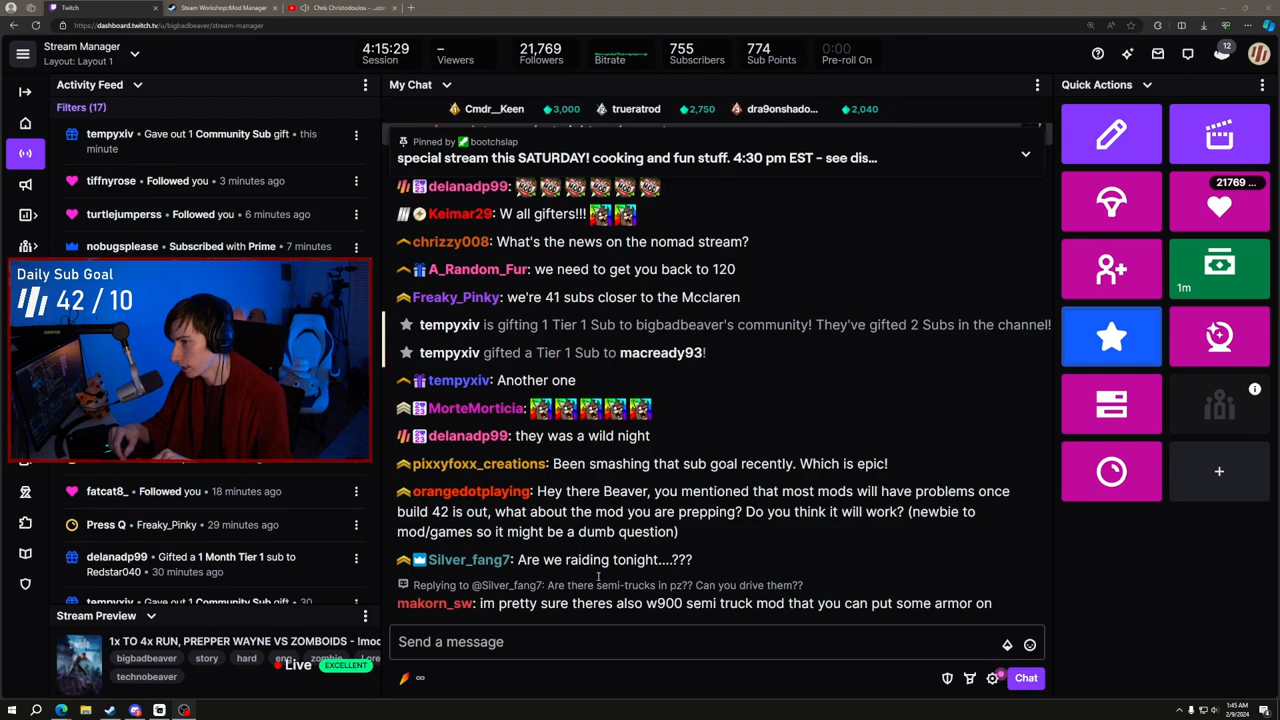 Twitch
Steam Workshop::Mod Manager
Chris Christodoulou - ...con
https://dashboard.twitch.tv/u/bigbadbeaver/stream-manager
Stream Manager
Layout: Layout 1
4:15:29
Session
–
Viewers
21,769
Followers
Bitrate
755
Subscribers
774
Sub Points
0:00
Pre-roll On
12
Activity Feed
Filters (17)
tempyxiv • Gave out 1 Community Sub gift • this
minute
tiffnyrose • Followed you • 3 minutes ago
turtlejumperss • Followed you • 6 minutes ago
nobugsplease • Subscribed with Prime • 7 minutes
Daily Sub Goal
42 / 10
fatcat8_ • Followed you • 18 minutes ago
Press Q • Freaky_Pinky • 29 minutes ago
delanadp99 • Gifted a 1 Month Tier 1 sub to
Redstar040 • 30 minutes ago
tempyxiv • Gave out 1 Community Sub gift • 30
Stream Preview
1x TO 4x RUN, PREPPER WAYNE VS ZOMBOIDS - !mod
bigbadbeaver
story
hard
eng
zombie
Lore
technobeaver
Live
EXCELLENT
My Chat
Cmdr_Keen
3,000
trueratrod
2,750
dra9onshado...
2,040
Pinned by bootchslap
special stream this SATURDAY! cooking and fun stuff. 4:30 pm EST - see dis...
delanadp99:
Keimar29: W all gifters!!!
chrizzy008: What's the news on the nomad stream?
A_Random_Fur: we need to get you back to 120
Freaky_Pinky: we're 41 subs closer to the Mcclaren
tempyxiv is gifting 1 Tier 1 Sub to bigbadbeaver's community! They've gifted 2 Subs in the channel!
tempyxiv gifted a Tier 1 Sub to macready93!
tempyxiv: Another one
MorteMorticia:
delanadp99: they was a wild night
pixxyfoxx_creations: Been smashing that sub goal recently. Which is epic!
orangedotplaying: Hey there Beaver, you mentioned that most mods will have problems once
build 42 is out, what about the mod you are prepping? Do you think it will work? (newbie to
mod/games so it might be a dumb question)
Silver_fang7: Are we raiding tonight....???
Replying to @Silver_fang7: Are there semi-trucks in pz?? Can you drive them??
makorn_sw: im pretty sure theres also w900 semi truck mod that you can put some armor on
Send a message
Chat
Quick Actions
21769 ...
1m
1:45 AM
2/9/2024